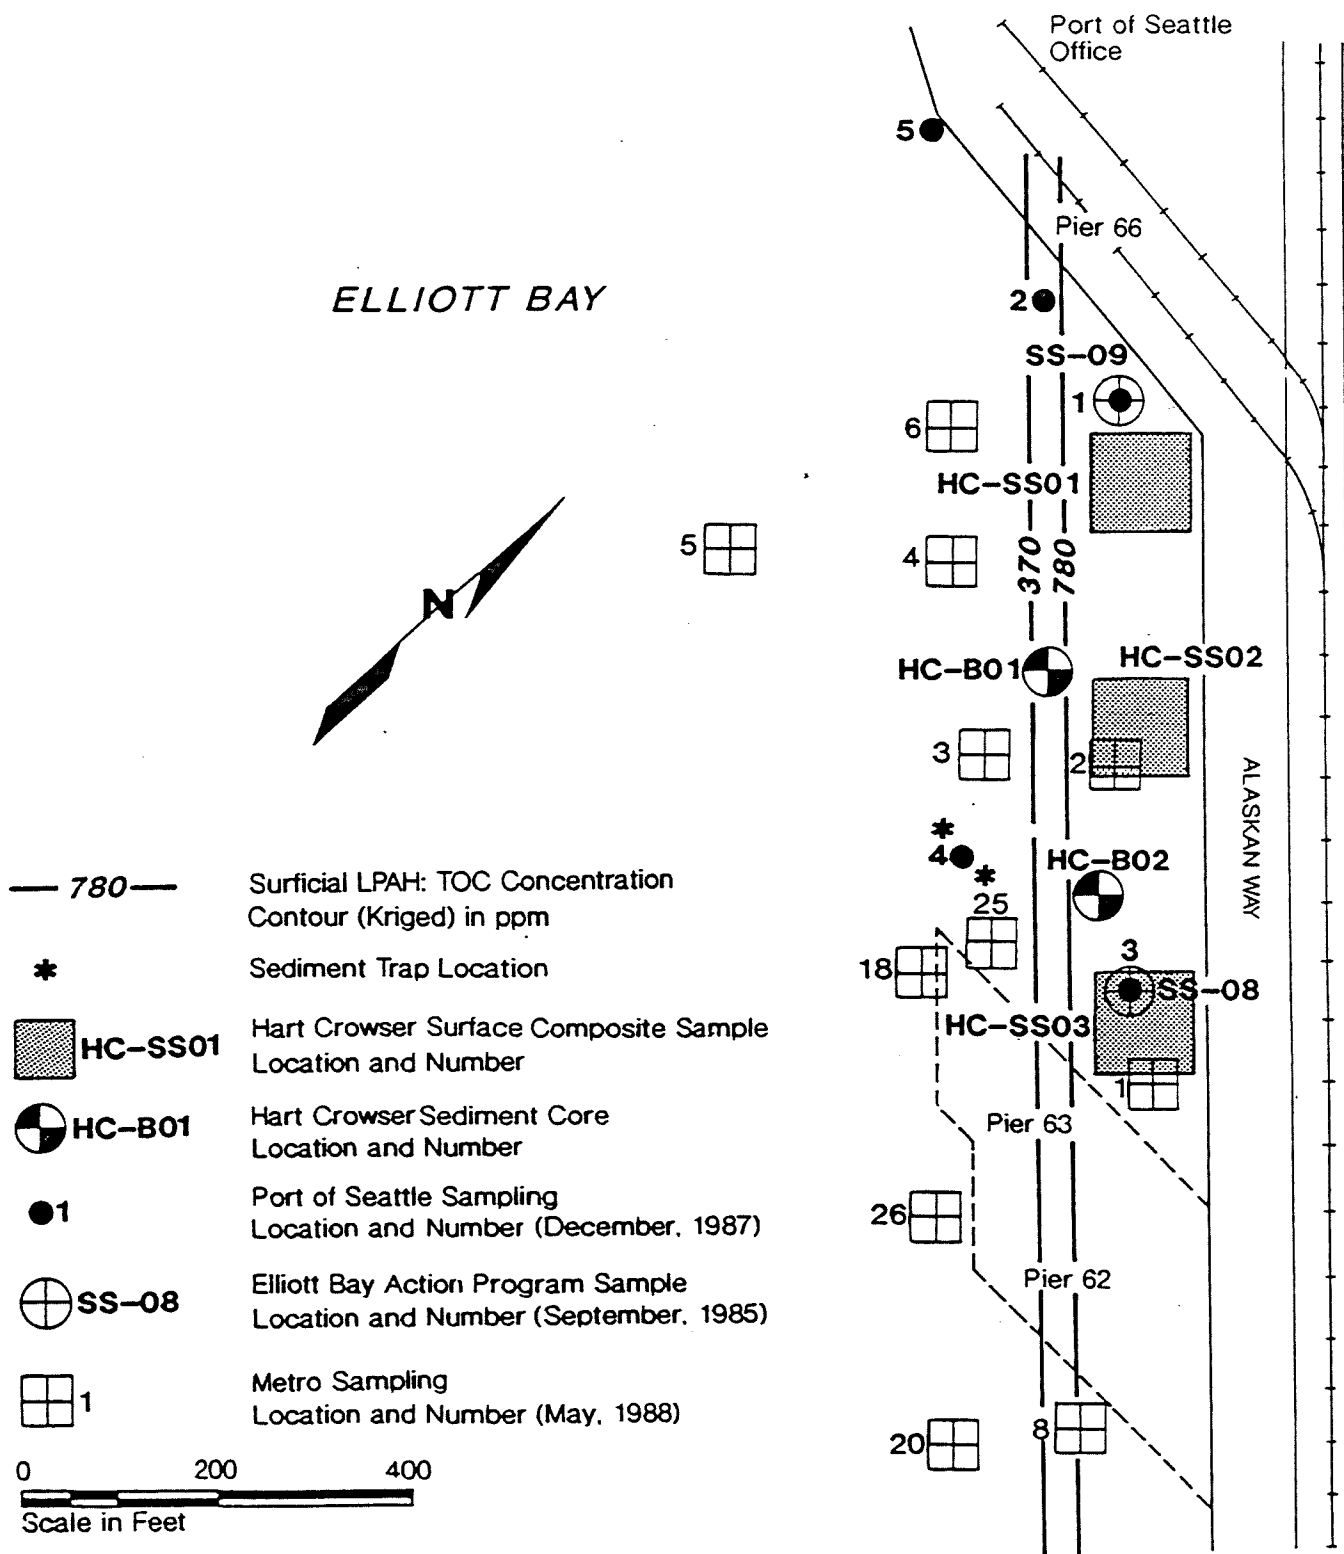 Port of Seattle
Office
5
Pier 66
ELLIOTT BAY
2
SS-09
1
6
HC-SS01
5
4
370
780
N
HC-B01
HC-SS02
3
2
ALASKAN WAY
4
HC-B02
25
18
3
SS-08
HC-SS03
1
Pier 63
26
Pier 62
20
8
780
Surficial LPAH: TOC Concentration
Contour (Kriged) in ppm
* Sediment Trap Location
HC-SS01
Hart Crowser Surface Composite Sample
Location and Number
HC-B01
Hart Crowser Sediment Core
Location and Number
1
Port of Seattle Sampling
Location and Number (December, 1987)
SS-08
Elliott Bay Action Program Sample
Location and Number (September, 1985)
1
Metro Sampling
Location and Number (May, 1988)
0 200 400
Scale in Feet